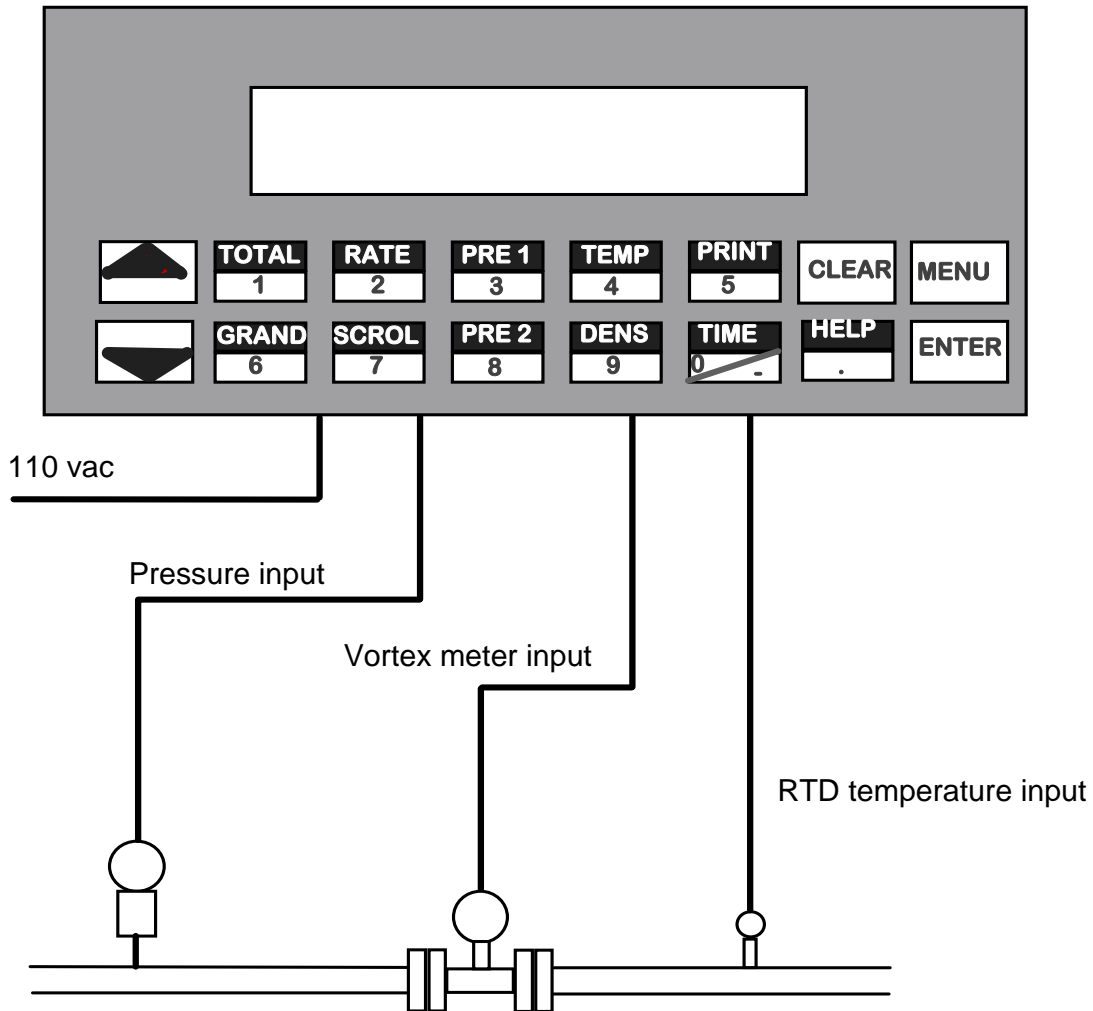 TOTAL RATE PRE 1 TEMP PRINT CLEAR MENU
1 2 3 4 5
GRAND SCROL PRE 2 DENS TIME HELP ENTER
6 7 8 9 0 - .
110 vac
Pressure input
Vortex meter input
RTD temperature input